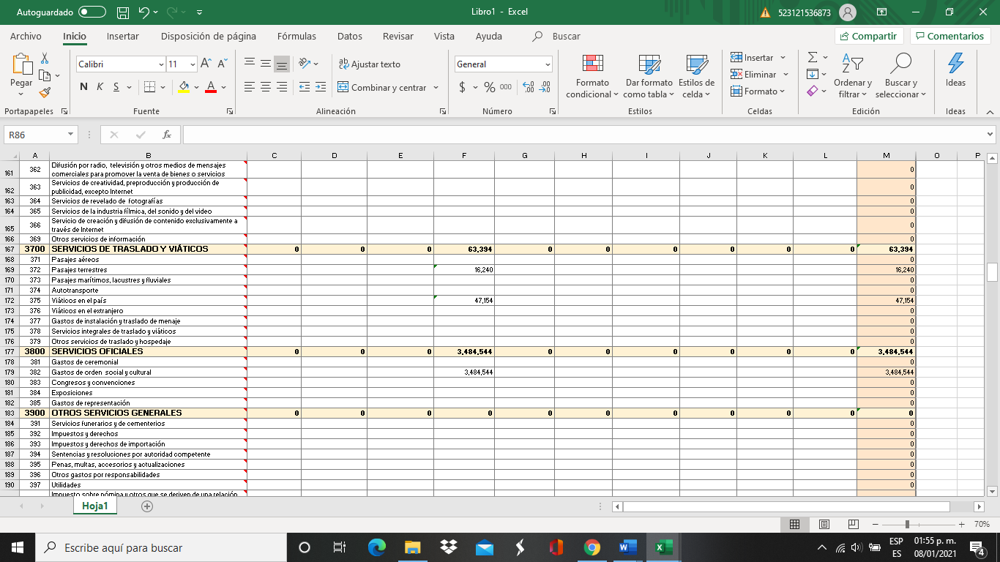 Autoguardado
Libro1 - Excel
523121536873
Archivo Inicio Insertar Disposición de página Fórmulas Datos Revisar Vista Ayuda Buscar Compartir Comentarios
Pegar
Calibri 11
N K S
Ajustar texto
Combinar y centrar
General
$ % 000
Formato condicional
Dar formato como tabla
Estilos de celda
Insertar
Eliminar
Formato
Ordenar y filtrar
Buscar y seleccionar
Ideas
Portapapeles Fuente Alineación Número Estilos Celdas Edición Ideas
R86 fx
A B C D E F G H I J K L M O P
161 362 Difusión por radio, televisión y otros medios de mensajes comerciales para promover la venta de bienes o servicios 0
162 363 Servicios de creatividad, preproducción y producción de publicidad, excepto Internet 0
163 364 Servicios de revelado de fotografías 0
164 365 Servicios de la industria fílmica, del sonido y del video 0
165 366 Servicio de creación y difusión de contenido exclusivamente a través de Internet 0
166 369 Otros servicios de información 0
167 3700 SERVICIOS DE TRASLADO Y VIÁTICOS 0 0 0 63,394 0 0 0 0 0 0 63,394
168 371 Pasajes aéreos 0
169 372 Pasajes terrestres 16,240 16,240
170 373 Pasajes marítimos, lacustres y fluviales 0
171 374 Autotransporte 0
172 375 Viáticos en el país 47,154 47,154
173 376 Viáticos en el extranjero 0
174 377 Gastos de instalación y traslado de menaje 0
175 378 Servicios integrales de traslado y viáticos 0
176 379 Otros servicios de traslado y hospedaje 0
177 3800 SERVICIOS OFICIALES 0 0 0 3,484,544 0 0 0 0 0 0 3,484,544
178 381 Gastos de ceremonial 0
179 382 Gastos de orden social y cultural 3,484,544 3,484,544
180 383 Congresos y convenciones 0
181 384 Exposiciones 0
182 385 Gastos de representación 0
183 3900 OTROS SERVICIOS GENERALES 0 0 0 0 0 0 0 0 0 0 0
184 391 Servicios funerarios y de cementerios 0
185 392 Impuestos y derechos 0
186 393 Impuestos y derechos de importación 0
187 394 Sentencias y resoluciones por autoridad competente 0
188 395 Penas, multas, accesorios y actualizaciones 0
189 396 Otros gastos por responsabilidades 0
190 397 Utilidades 0
Impuesto sobre nómina y otros que se deriven de una relación
Hoja1
70%
Escribe aquí para buscar
ESP 01:55 p. m.
ES 08/01/2021
4